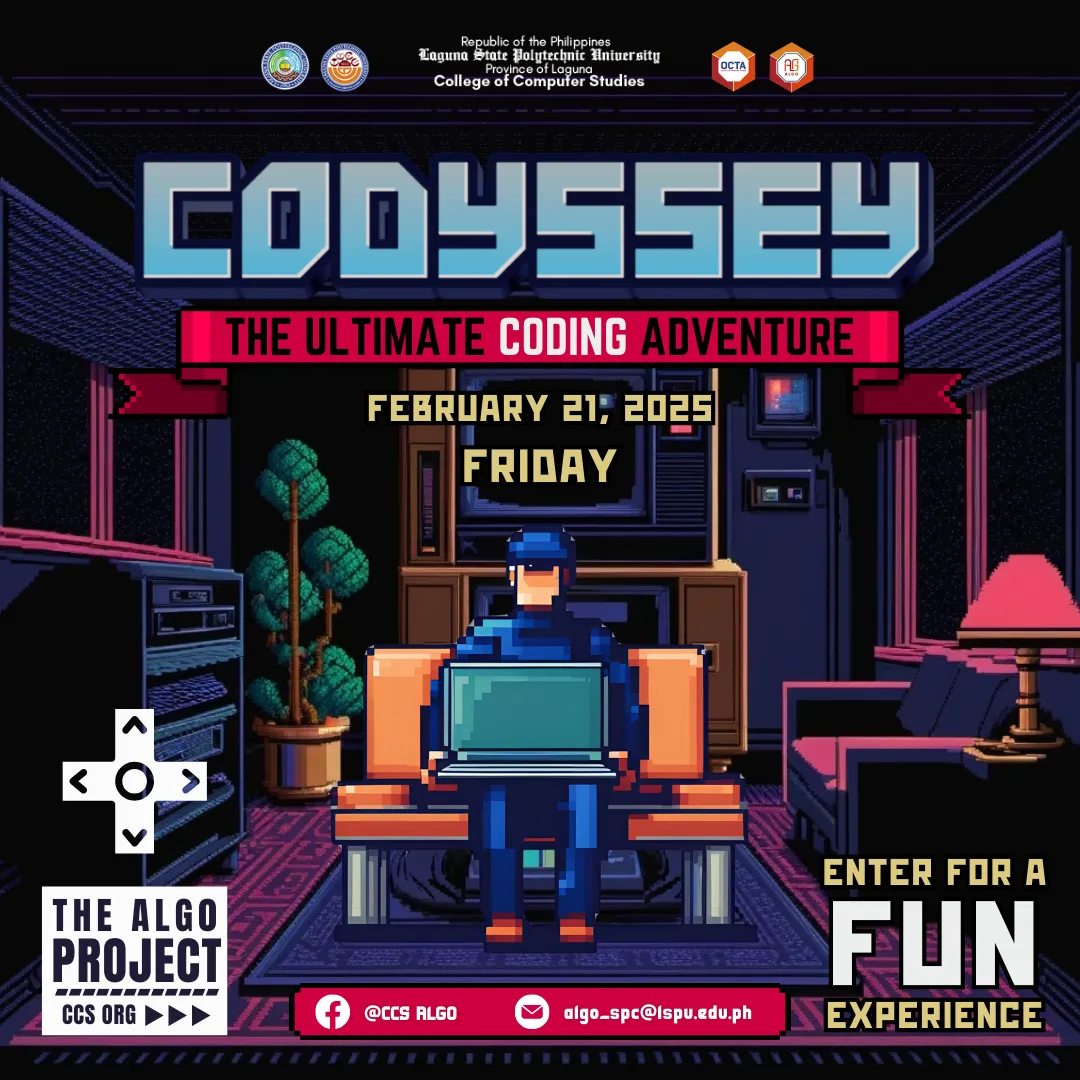 Republic of the Philippines
Laguna State Polytechnic University
Province of Laguna
College of Computer Studies
OCTA
ALGO
CODYSSEY
THE ULTIMATE CODING ADVENTURE
FEBRUARY 21, 2025
FRIDAY
THE ALGO
PROJECT
CCS ORG
ENTER FOR A
FUN
EXPERIENCE
@CCS ALGO
algo_spc@lspu.edu.ph